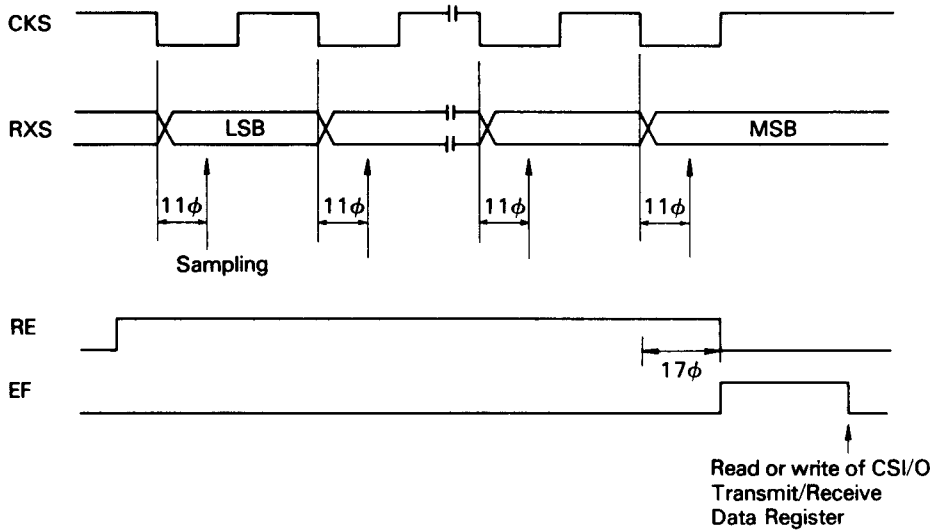 CKS
RXS
LSB
MSB
11ϕ
11ϕ
11ϕ
11ϕ
Sampling
RE
17ϕ
EF
Read or write of CSI/O
Transmit/Receive
Data Register